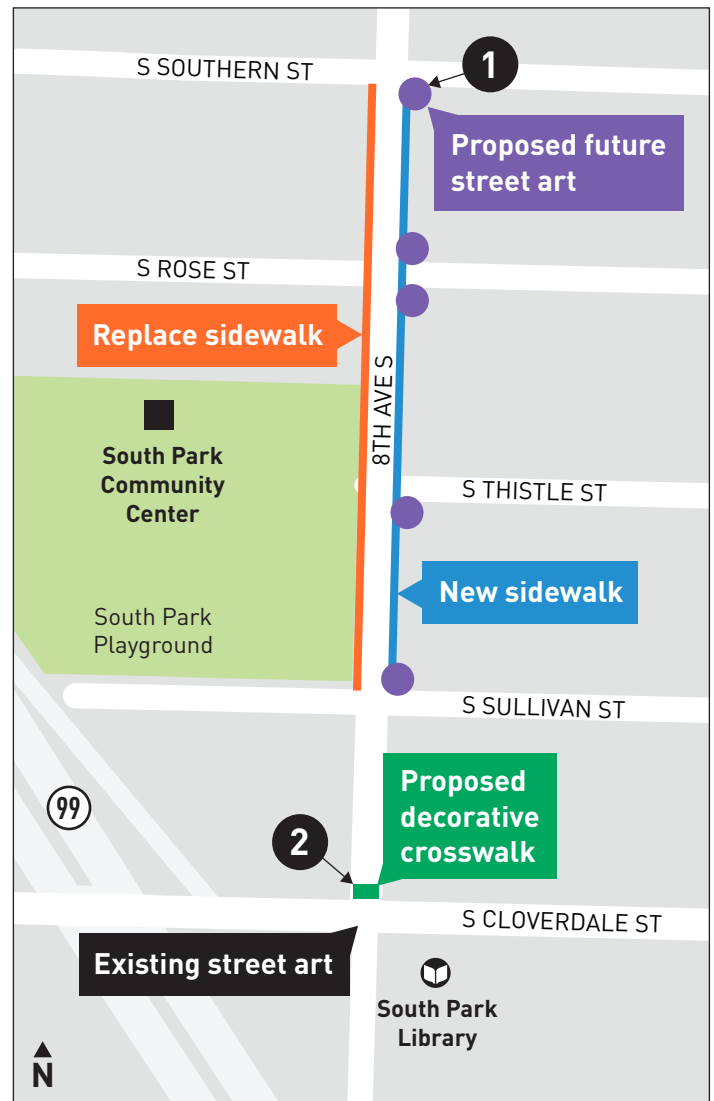 S SOUTHERN ST
1
Proposed future
street art
S ROSE ST
Replace sidewalk
8TH AVE S
South Park
Community
Center
S THISTLE ST
New sidewalk
South Park
Playground
S SULLIVAN ST
Proposed
decorative
crosswalk
99
2
S CLOVERDALE ST
Existing street art
South Park
Library
N